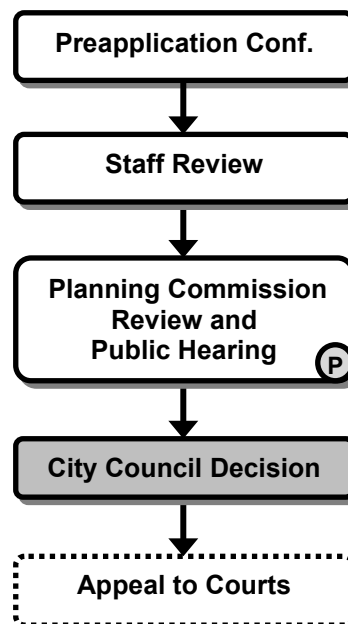 Preapplication Conf.
Staff Review
Planning Commission
Review and
Public Hearing
P
City Council Decision
Appeal to Courts